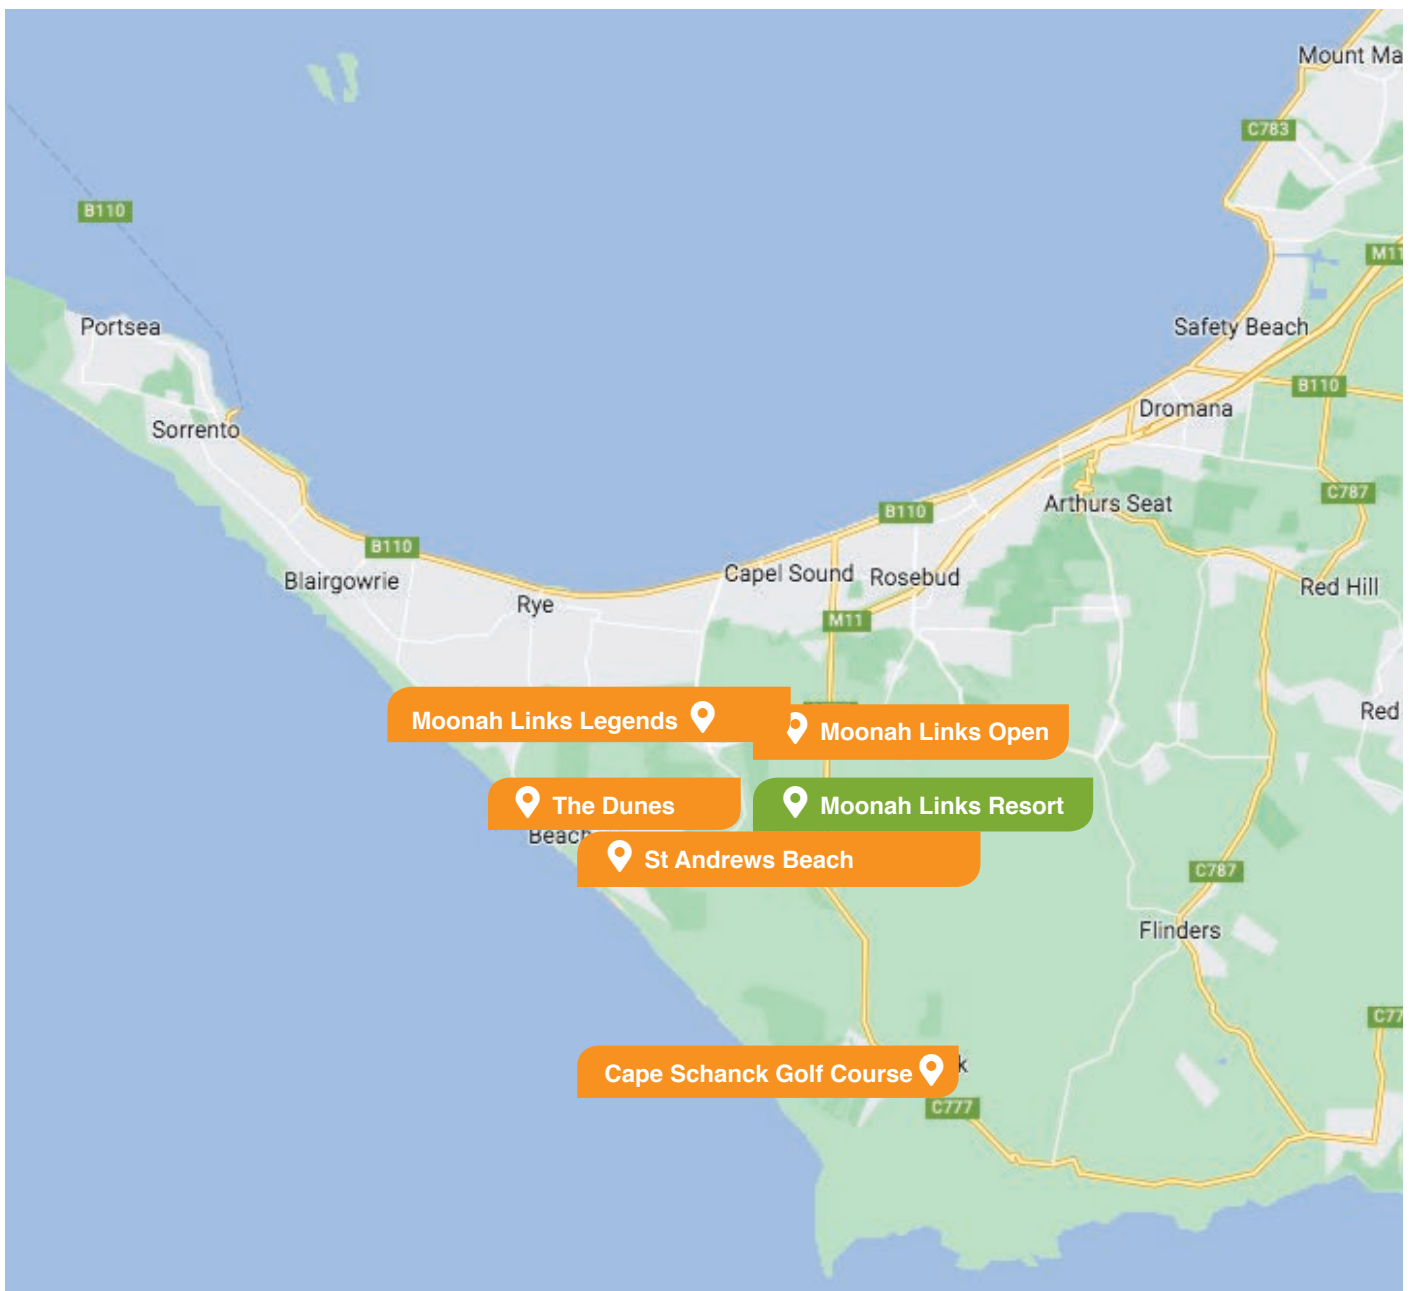 Mount Ma
C783
B110
M11
Portsea
Safety Beach
B110
Dromana
Sorrento
C787
Arthurs Seat
B110
B110
Capel Sound
Rosebud
Blairgowrie
Red Hill
Rye
M11
Moonah Links Legends
Red
Moonah Links Open
The Dunes
Moonah Links Resort
Beach
St Andrews Beach
C787
Flinders
C77
Cape Schanck Golf Course
k
C777